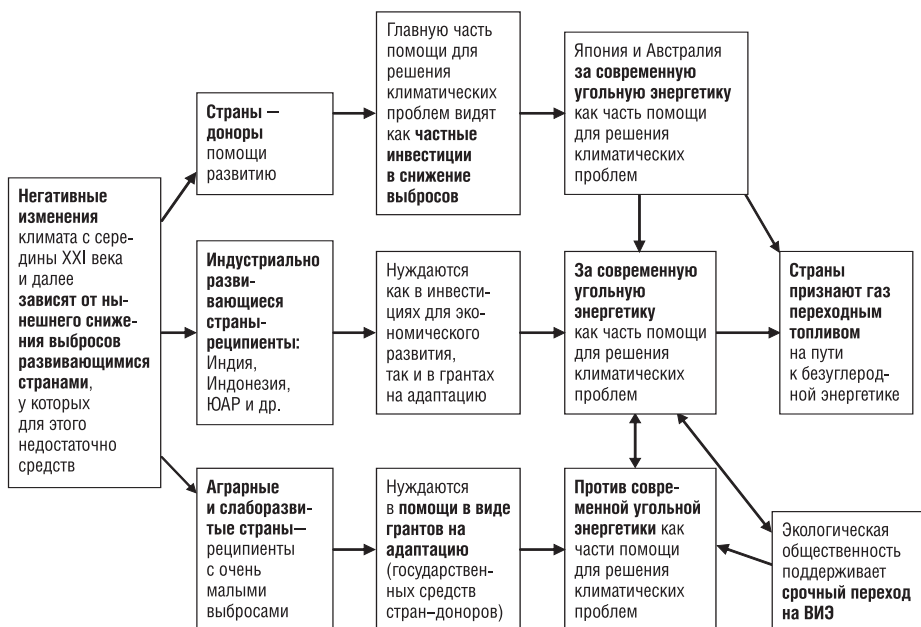 Негативные
изменения
климата с сере-
дины XXI века
и далее
зависят от ны-
нешнего сниже-
ния выбросов
развивающимися
странами,
у которых
для этого
недостаточно
средств
Страны —
доноры
помощи
развитию
Главную часть
помощи для
решения
климатических
проблем видят
как частные
инвестиции
в снижение
выбросов
Япония и Австралия
за современную
угольную энергетику
как часть помощи
для решения
климатических
проблем
Индустриально
разви-
вающиеся
страны-
реципиенты:
Индия,
Индонезия,
ЮАР и др.
Нуждаются
как в инвести-
циях для эко-
номического
развития,
так и в грантах
на адаптацию
За современную
угольную
энергетику
как часть помощи
для решения
климатических
проблем
Страны
признают газ
переходным
топливом
на пути
к безуглерод-
ной энергетике
Аграрные
и слаборазви-
тые страны—
реципиенты
с очень
малыми
выбросами
Нуждаются
в помощи в виде
грантов на
адаптацию
(государствен-
ных средств
стран–доноров)
Против совре-
менной угольной
энергетики как
части помощи
для решения
климатических
проблем
Экологическая
общественность
поддерживает
срочный переход
на ВИЭ